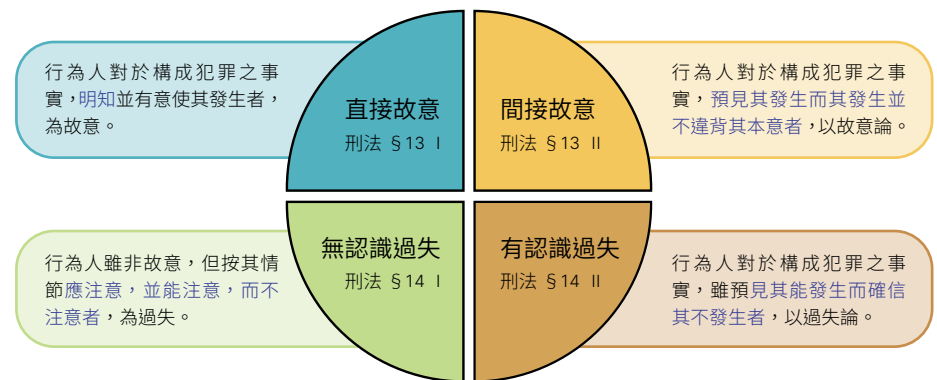 行為人對於構成犯罪之事
實，明知並有意使其發生者，
為故意。
直接故意
刑法 §13 I
間接故意
刑法 §13 II
行為人對於構成犯罪之事
實，預見其發生而其發生並
不違背其本意者，以故意論。
行為人雖非故意，但按其情
節應注意，並能注意，而不
注意者，為過失。
無認識過失
刑法 §14 I
有認識過失
刑法 §14 II
行為人對於構成犯罪之事
實，雖預見其能發生而確信
其不發生者，以過失論。